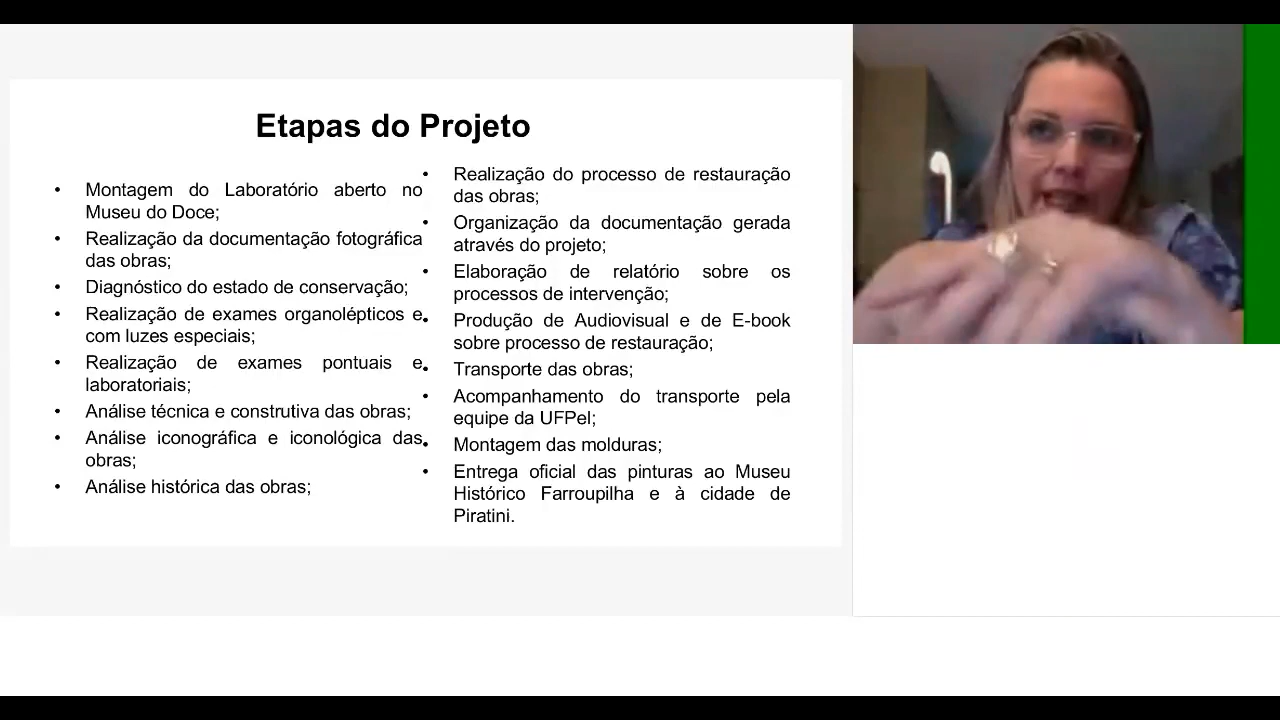 Etapas do Projeto
• Montagem do Laboratório aberto no
Museu do Doce;
• Realização da documentação fotográfica
das obras;
• Diagnóstico do estado de conservação;
• Realização de exames organolépticos e
com luzes especiais;
• Realização de exames pontuais e
laboratoriais;
• Análise técnica e construtiva das obras;
• Análise iconográfica e iconológica das
obras;
• Análise histórica das obras;
• Realização do processo de restauração
das obras;
• Organização da documentação gerada
através do projeto;
• Elaboração de relatório sobre os
processos de intervenção;
• Produção de Audiovisual e de E-book
sobre processo de restauração;
• Transporte das obras;
• Acompanhamento do transporte pela
equipe da UFPel;
• Montagem das molduras;
• Entrega oficial das pinturas ao Museu
Histórico Farroupilha e à cidade de
Piratini.